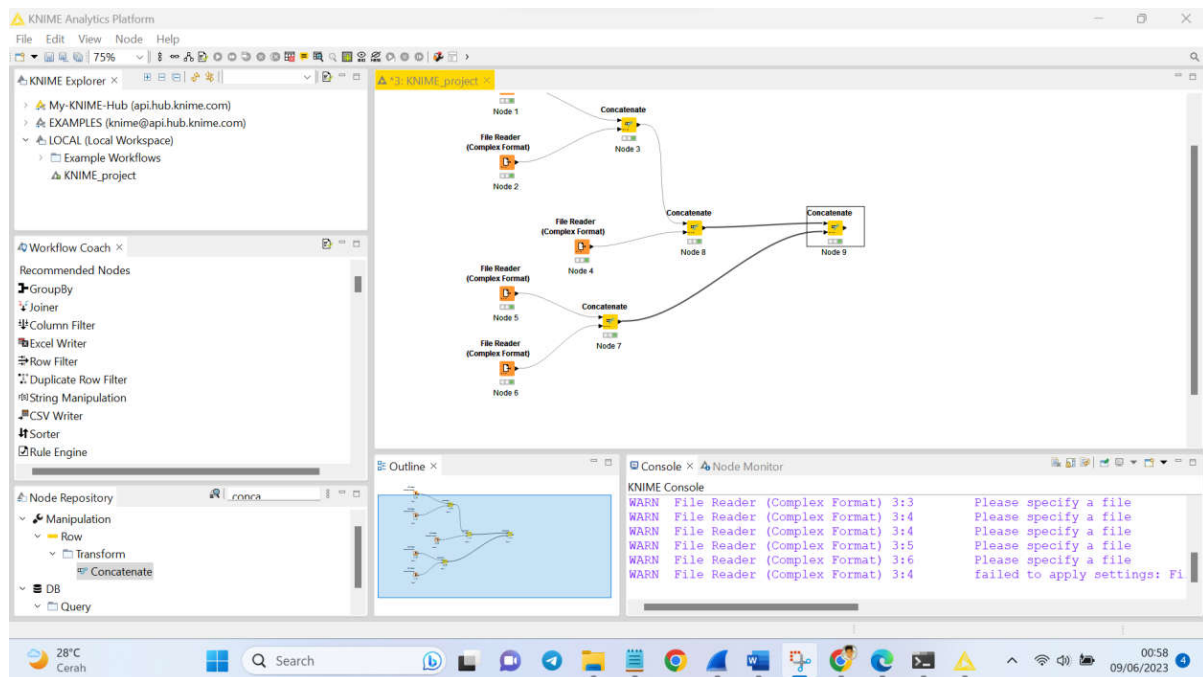 KNIME Analytics Platform
File Edit View Node Help
75%
KNIME Explorer
My-KNIME-Hub (api.hub.knime.com)
EXAMPLES (knime@api.hub.knime.com)
LOCAL (Local Workspace)
Example Workflows
KNIME_project
Workflow Coach
Recommended Nodes
GroupBy
Joiner
Column Filter
Excel Writer
Row Filter
Duplicate Row Filter
String Manipulation
CSV Writer
Sorter
Rule Engine
Node Repository
conca
Manipulation
Row
Transform
Concatenate
DB
Query
*3: KNIME_project
Node 1
Concatenate
Node 3
File Reader
(Complex Format)
Node 2
File Reader
(Complex Format)
Node 4
Concatenate
Node 8
Concatenate
Node 9
File Reader
(Complex Format)
Node 5
Concatenate
Node 7
File Reader
(Complex Format)
Node 6
Outline
Console Node Monitor
KNIME Console
WARN File Reader (Complex Format) 3:3 Please specify a file
WARN File Reader (Complex Format) 3:4 Please specify a file
WARN File Reader (Complex Format) 3:4 Please specify a file
WARN File Reader (Complex Format) 3:5 Please specify a file
WARN File Reader (Complex Format) 3:6 Please specify a file
WARN File Reader (Complex Format) 3:4 failed to apply settings: Fi
28°C
Cerah
Search
00:58
09/06/2023
4